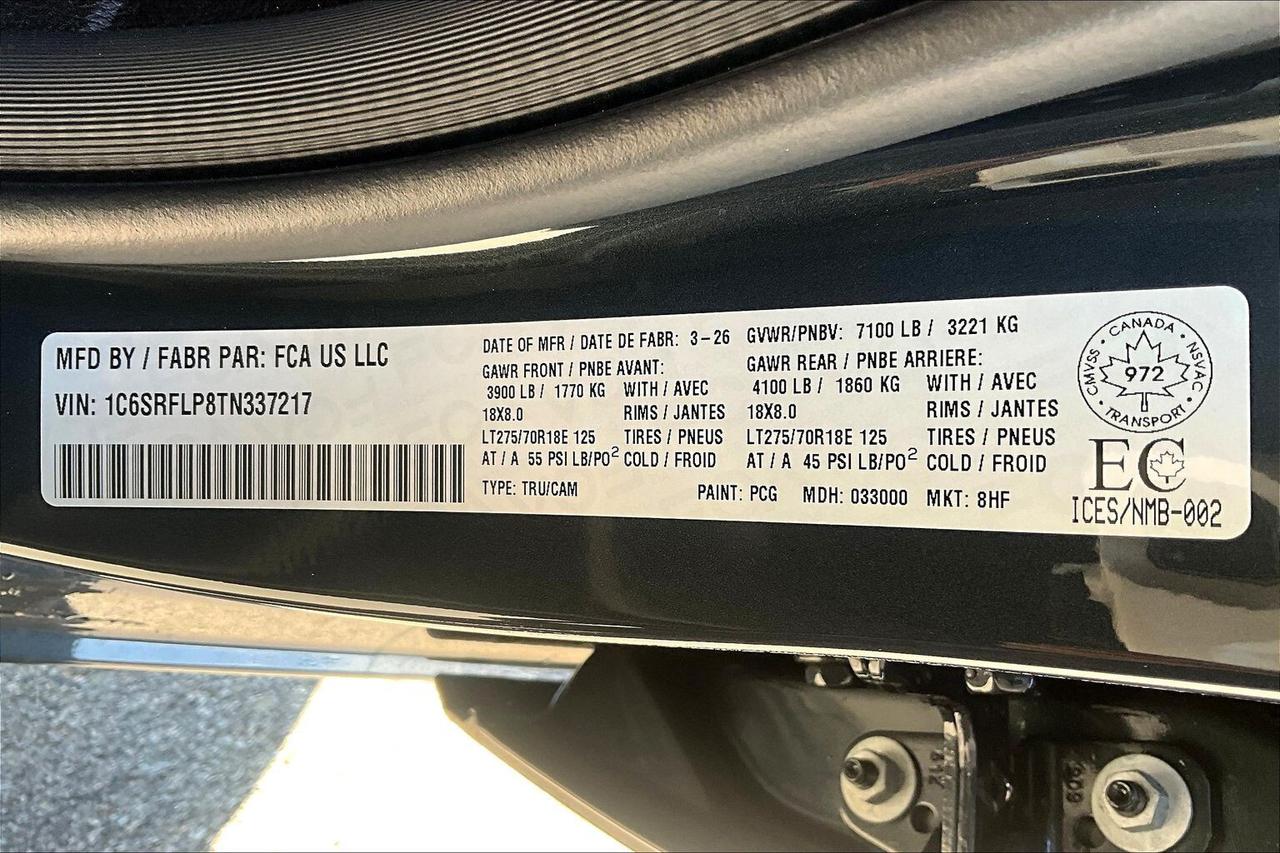 MFD BY / FABR PAR: FCA US LLC
VIN: 1C6SRFLP8TN337217
DATE OF MFR / DATE DE FABR: 3-26 GVWR/PNBV: 7100 LB / 3221 KG
GAWR FRONT / PNBE AVANT: GAWR REAR / PNBE ARRIERE:
3900 LB / 1770 KG WITH / AVEC 4100 LB / 1860 KG WITH / AVEC
18X8.0 RIMS / JANTES 18X8.0 RIMS / JANTES
LT275/70R18E 125 TIRES / PNEUS LT275/70R18E 125 TIRES / PNEUS
AT / A 55 PSI LB/PO² COLD / FROID AT / A 45 PSI LB/PO² COLD / FROID
TYPE: TRU/CAM PAINT: PCG MDH: 033000 MKT: 8HF
CMVSS · CANADA · NSVAC · TRANSPORT ·
972
EC
ICES/NMB-002